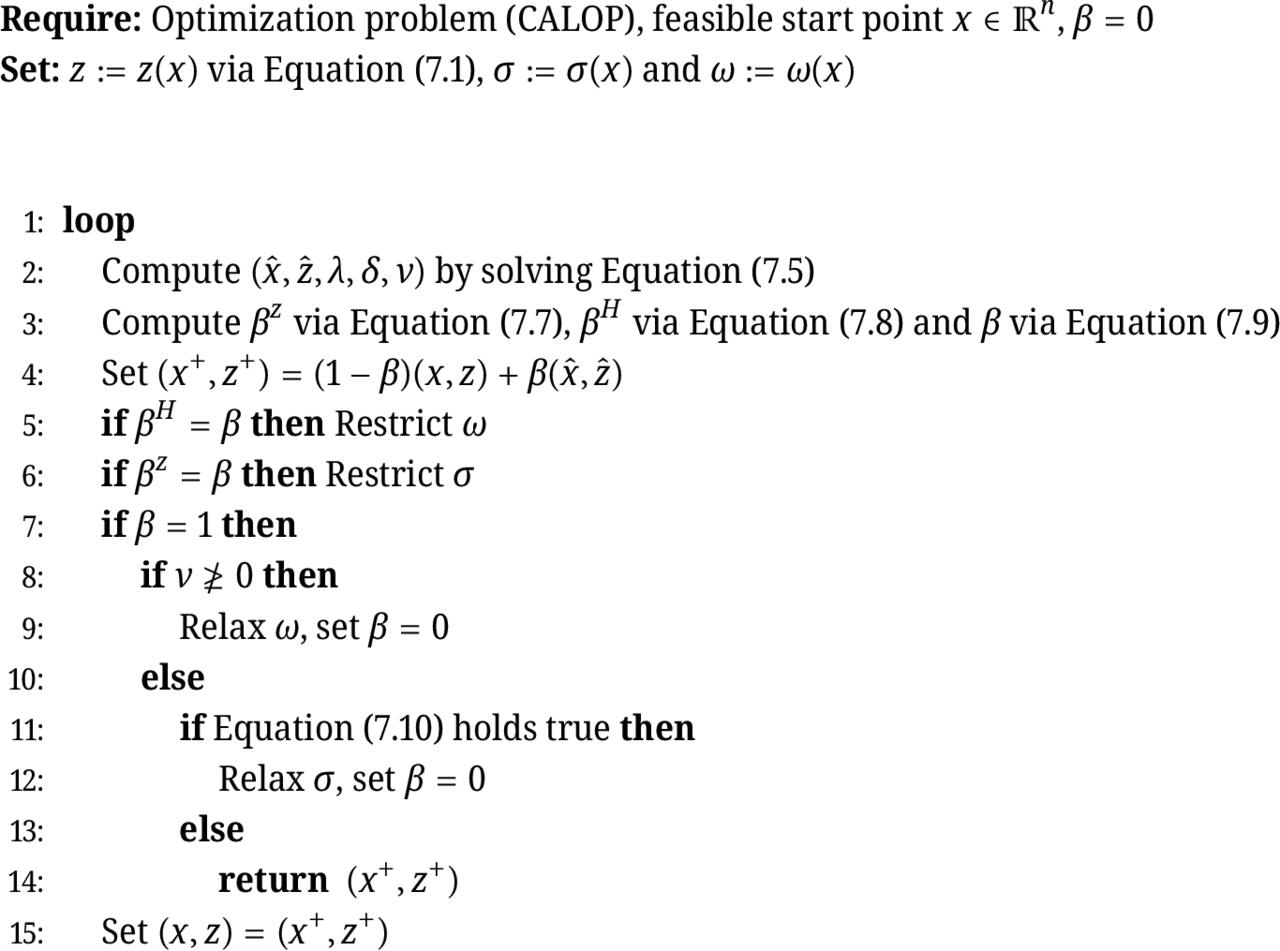 Require: Optimization problem (CALOP), feasible start point x ∈ ℝⁿ, β = 0
Set: z := z(x) via Equation (7.1), σ := σ(x) and ω := ω(x)
1: loop
2: Compute (x̂, ẑ, λ, δ, ν) by solving Equation (7.5)
3: Compute βᶻ via Equation (7.7), βᴴ via Equation (7.8) and β via Equation (7.9)
4: Set (x⁺, z⁺) = (1 − β)(x, z) + β(x̂, ẑ)
5: if βᴴ = β then Restrict ω
6: if βᶻ = β then Restrict σ
7: if β = 1 then
8: if ν ≱ 0 then
9: Relax ω, set β = 0
10: else
11: if Equation (7.10) holds true then
12: Relax σ, set β = 0
13: else
14: return (x⁺, z⁺)
15: Set (x, z) = (x⁺, z⁺)